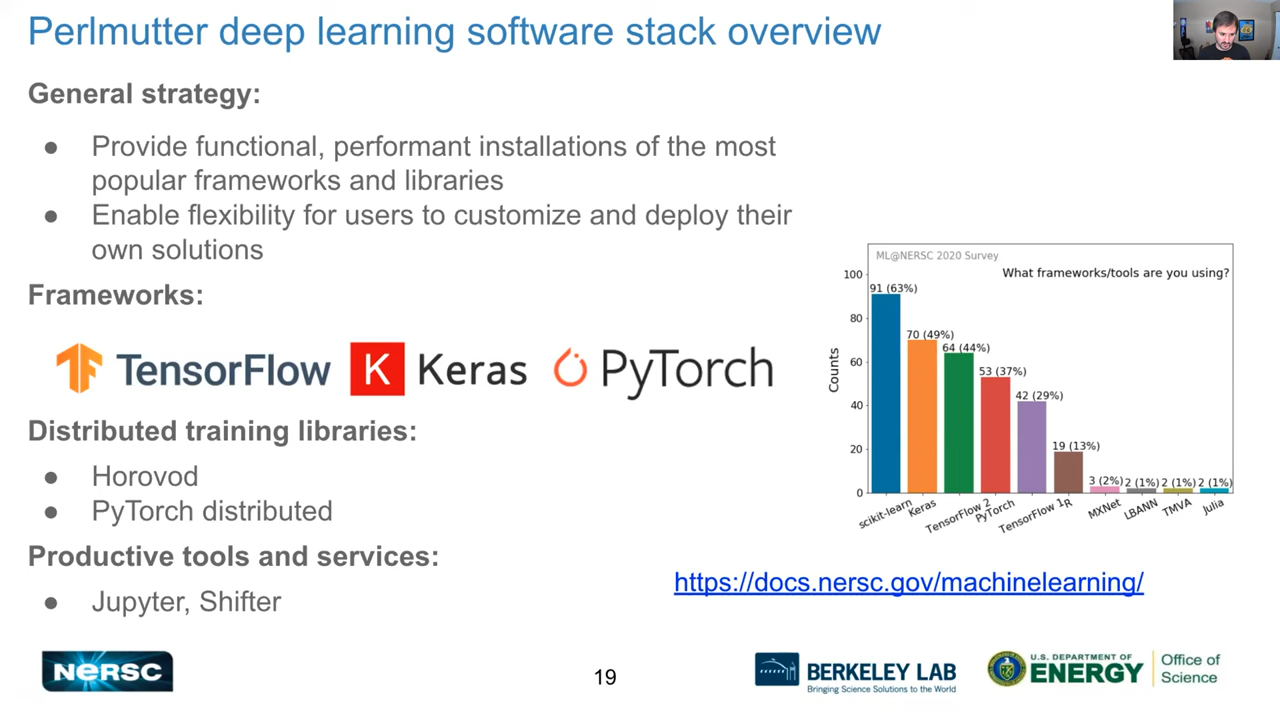 Perlmutter deep learning software stack overview
General strategy:
● Provide functional, performant installations of the most
popular frameworks and libraries
● Enable flexibility for users to customize and deploy their
own solutions
Frameworks:
TensorFlow
K Keras
PyTorch
Distributed training libraries:
● Horovod
● PyTorch distributed
Productive tools and services:
● Jupyter, Shifter
ML@NERSC 2020 Survey
What frameworks/tools are you using?
Counts
100
80
60
40
20
0
91 (63%)
70 (49%)
64 (44%)
53 (37%)
42 (29%)
19 (13%)
3 (2%)
2 (1%)
2 (1%)
2 (1%)
scikit-learn
Keras
TensorFlow 2
PyTorch
TensorFlow 1
R
MXNet
LBANN
TMVA
Julia
https://docs.nersc.gov/machinelearning/
NERSC
19
BERKELEY LAB
Bringing Science Solutions to the World
U.S. DEPARTMENT OF
ENERGY
Office of
Science